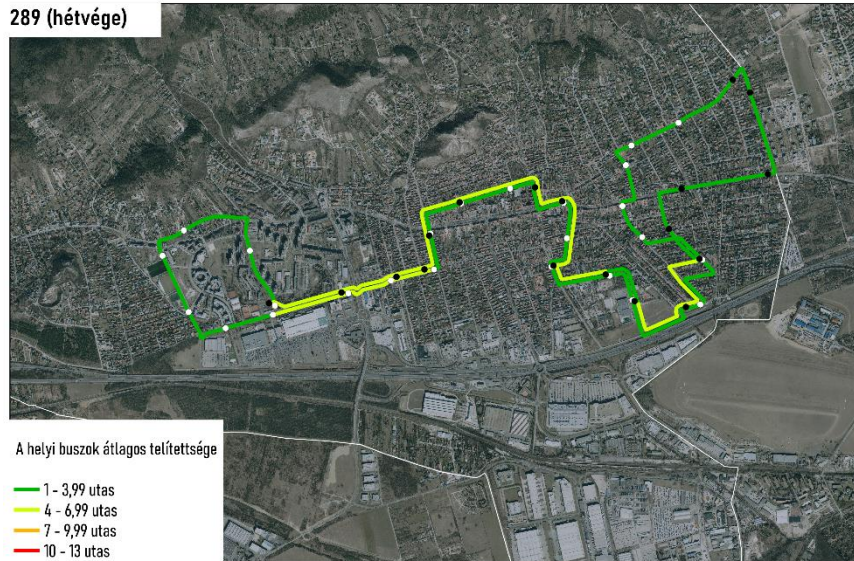 289 (hétvége)
A helyi buszok átlagos telítettsége
1 - 3,99 utas
4 - 6,99 utas
7 - 9,99 utas
10 - 13 utas